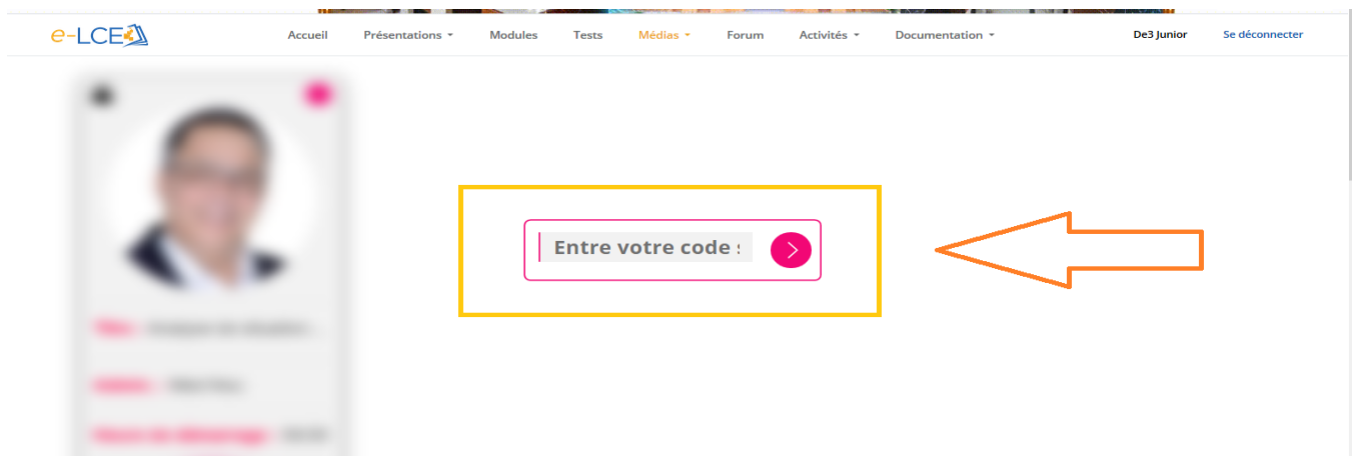 e-LCE Accueil Présentations Modules Tests Médias Forum Activités Documentation De3 Junior Se déconnecter
Entre votre code :